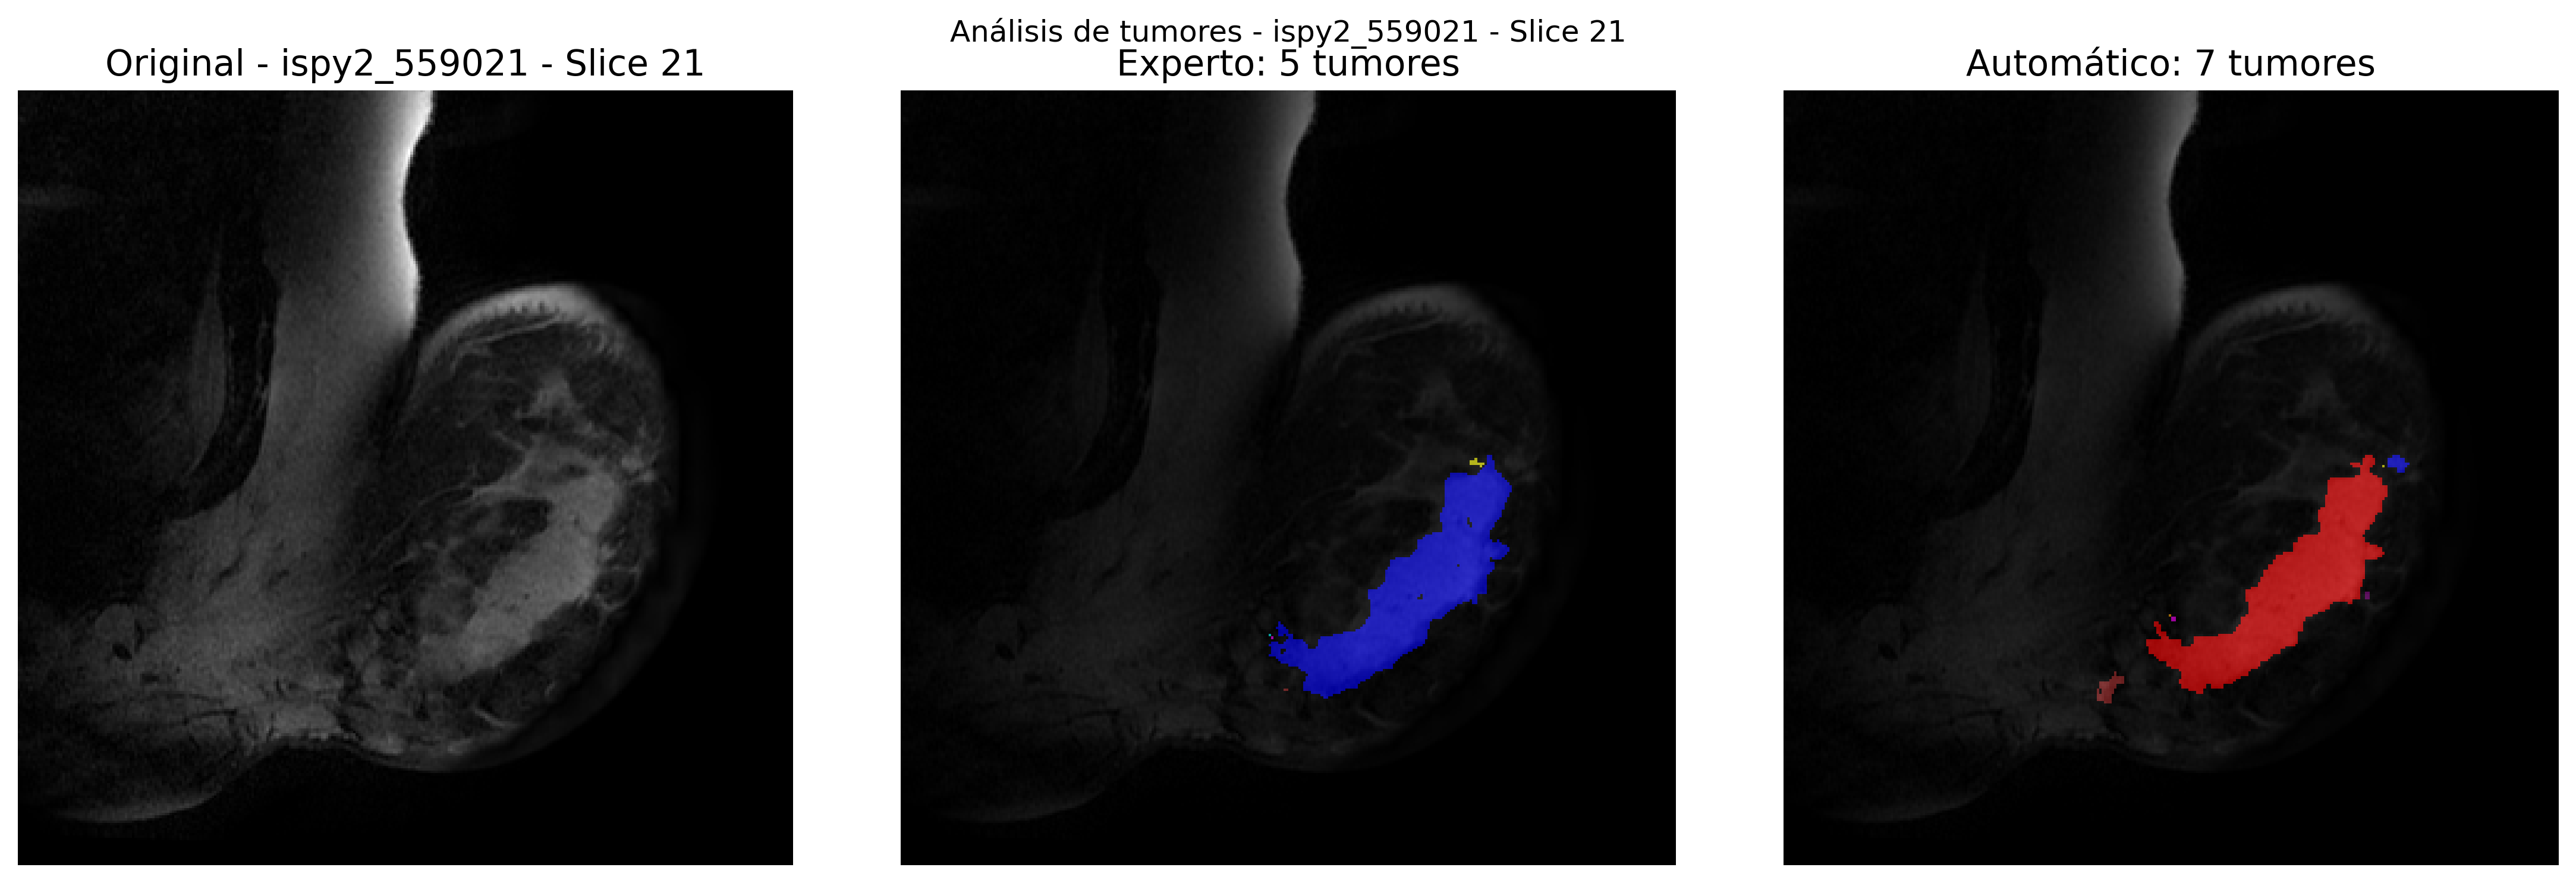 Análisis de tumores - ispy2_559021 - Slice 21
Original - ispy2_559021 - Slice 21
Experto: 5 tumores
Automático: 7 tumores